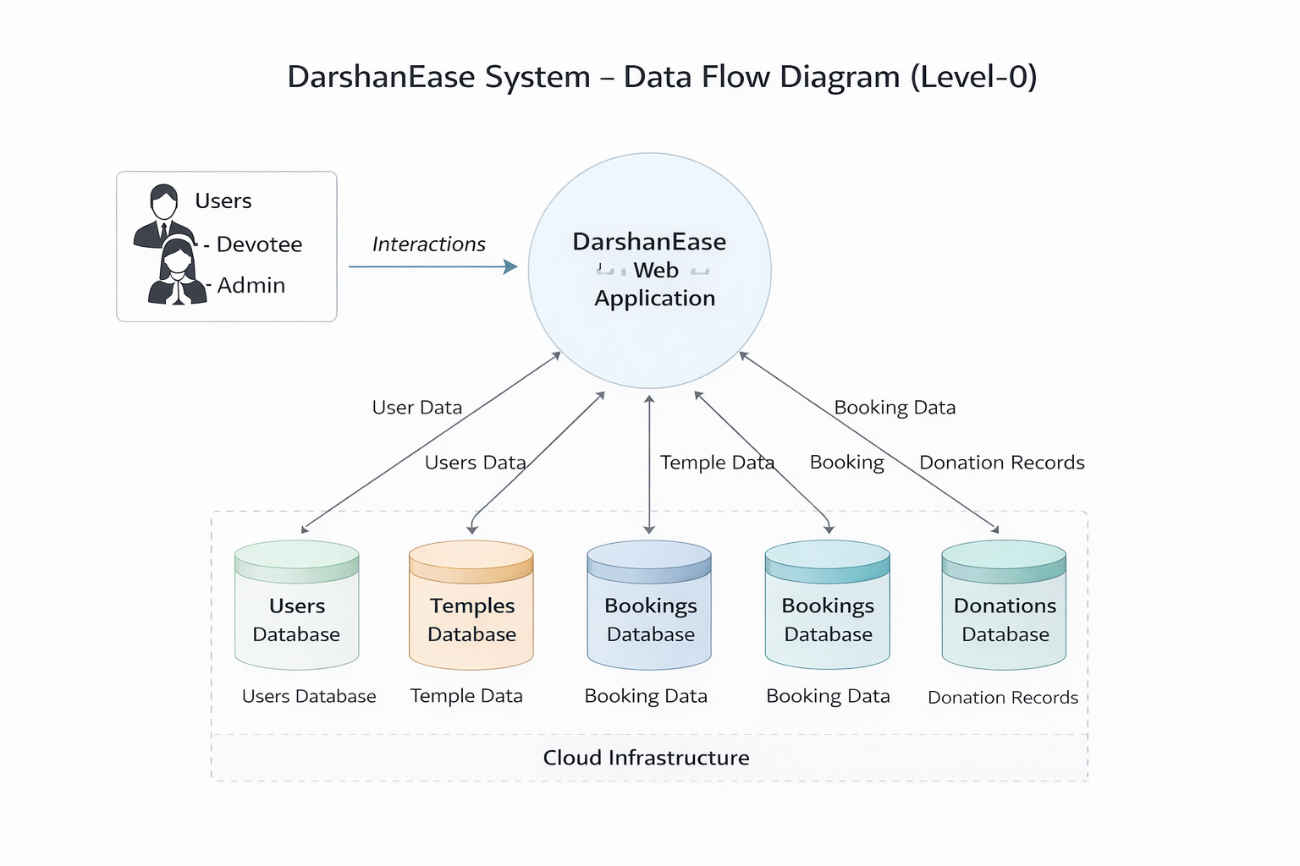 DarshanEase System – Data Flow Diagram (Level-0)
Users
- Devotee
- Admin
Interactions
DarshanEase
Web
Application
User Data
Booking Data
Users Data
Temple Data
Booking
Donation Records
Users
Database
Temples
Database
Bookings
Database
Bookings
Database
Donations
Database
Users Database
Temple Data
Booking Data
Booking Data
Donation Records
Cloud Infrastructure